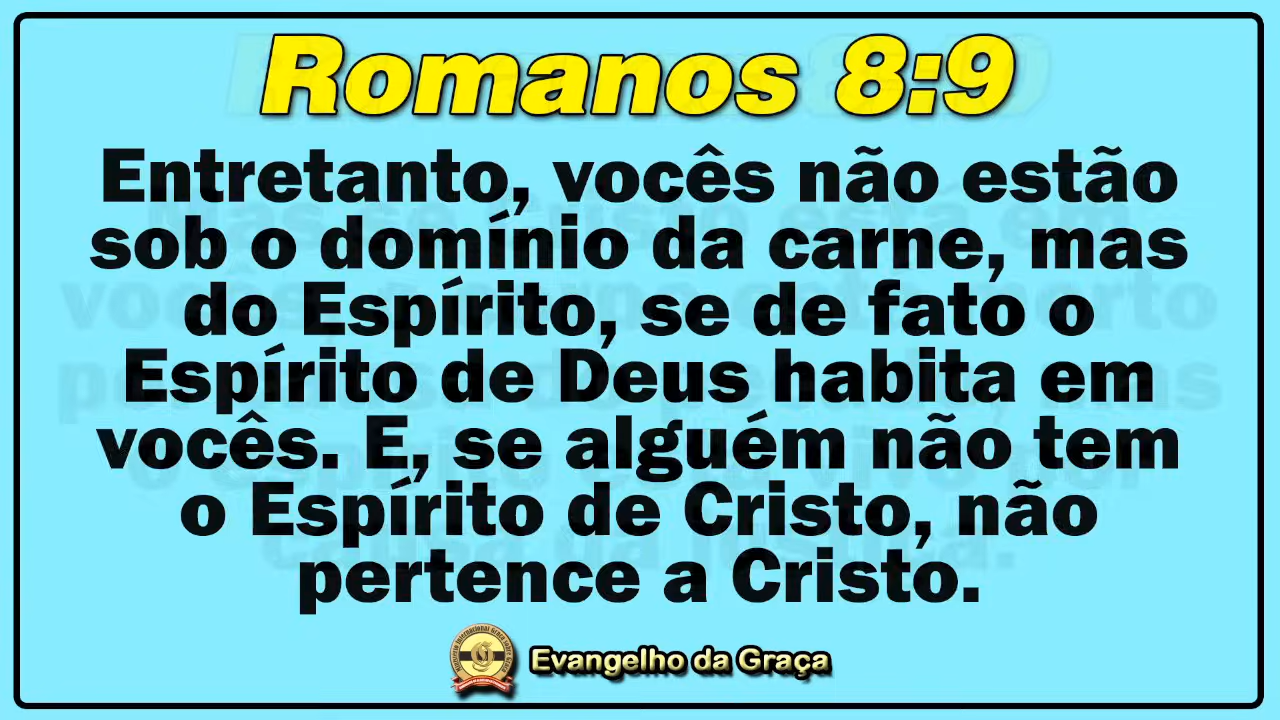 Romanos 8:9
Entretanto, vocês não estão
sob o domínio da carne, mas
do Espírito, se de fato o
Espírito de Deus habita em
vocês. E, se alguém não tem
o Espírito de Cristo, não
pertence a Cristo.
Evangelho da Graça